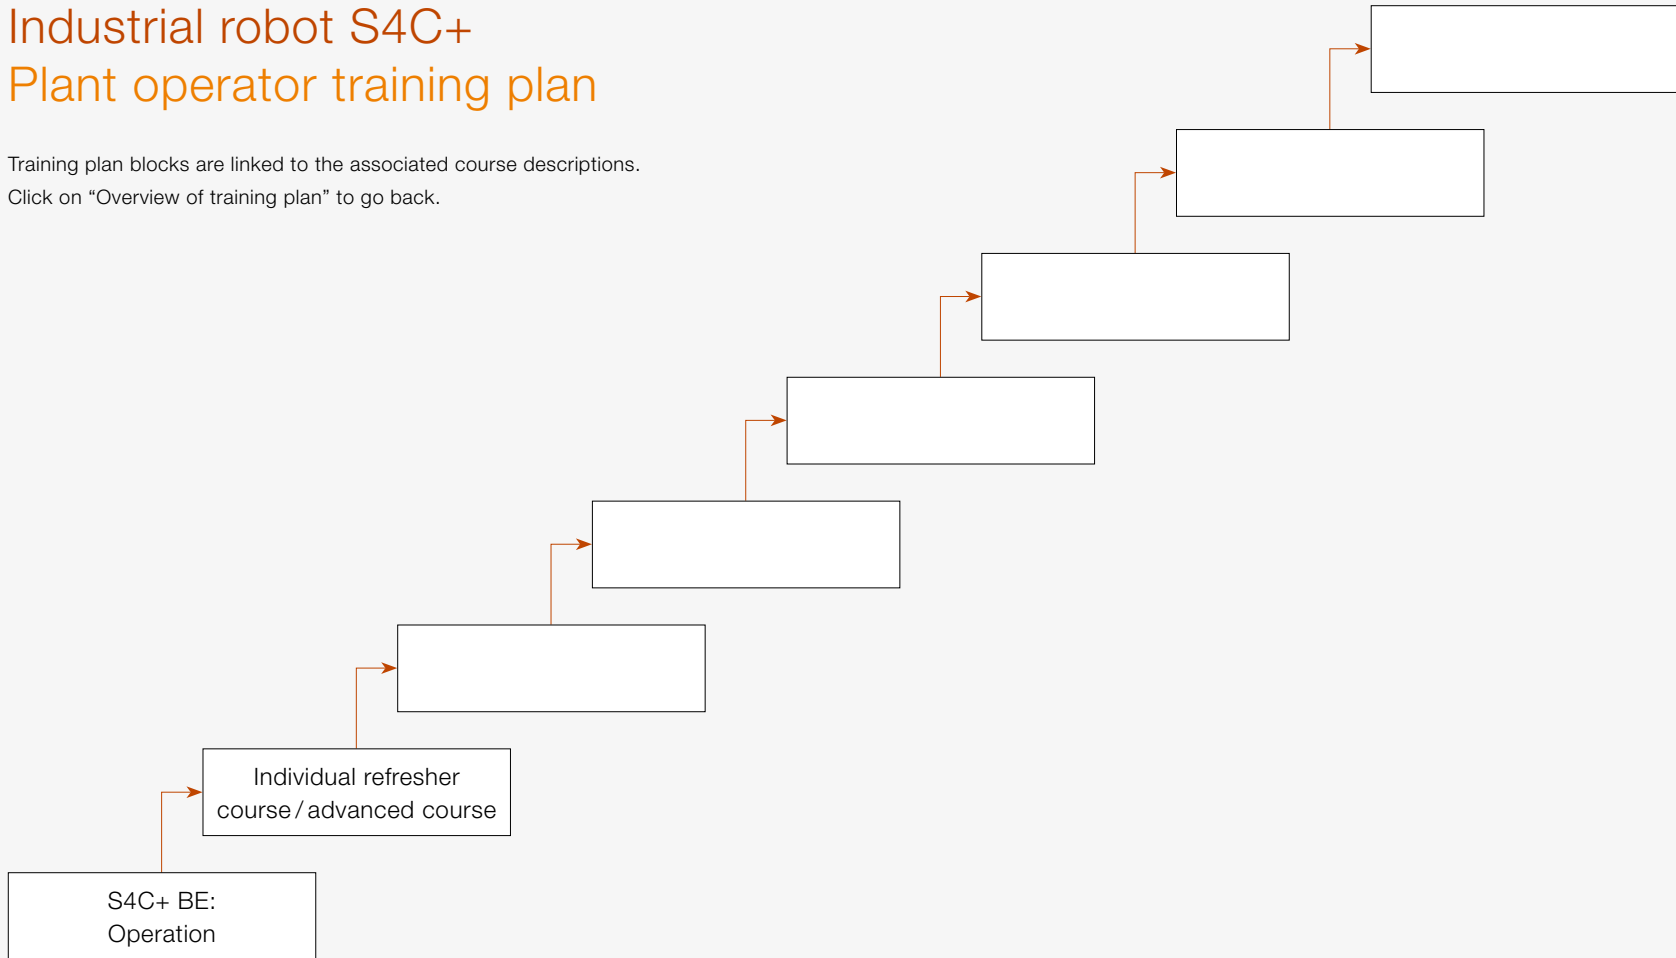 Industrial robot S4C+
Plant operator training plan
Training plan blocks are linked to the associated course descriptions.
Click on “Overview of training plan” to go back.
Individual refresher
course / advanced course
S4C+ BE:
Operation